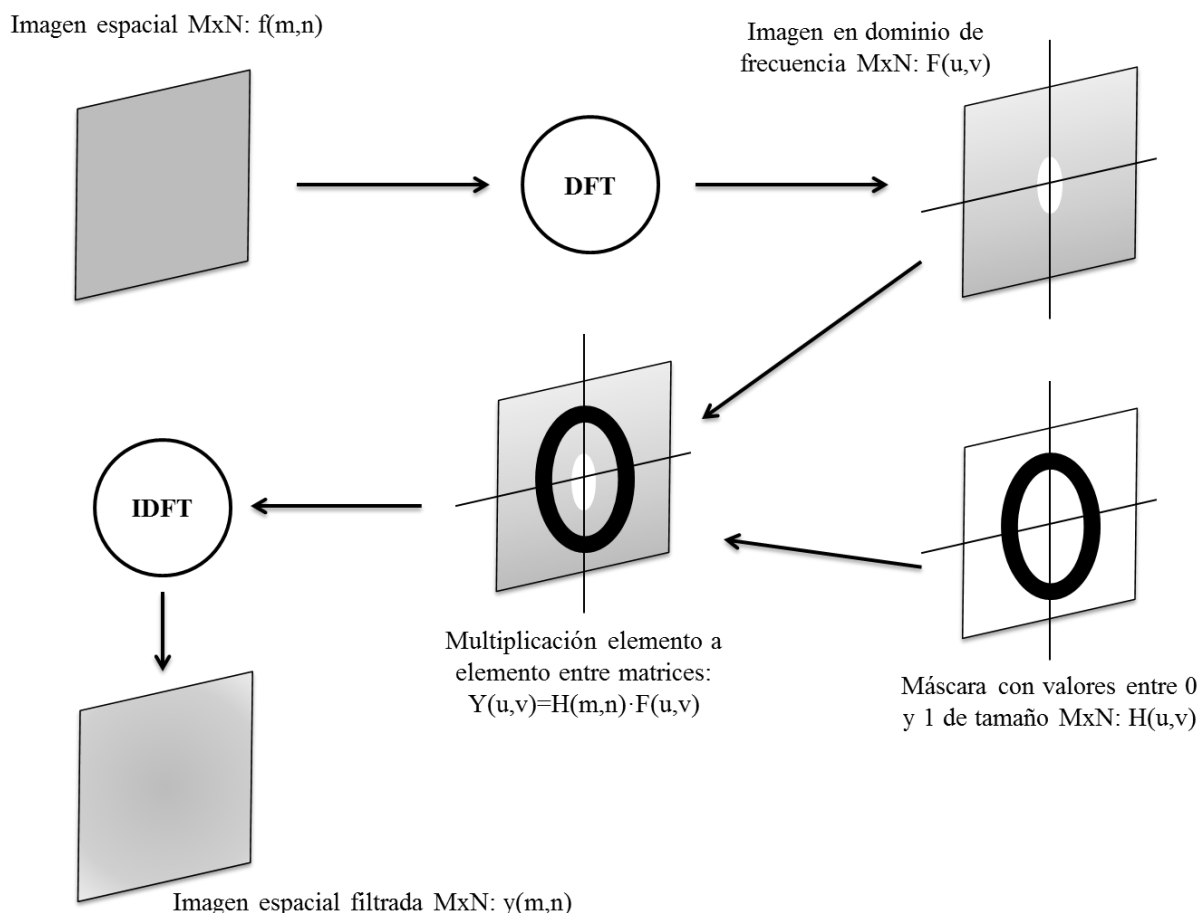 Imagen espacial MxN: f(m,n)
Imagen en dominio de
frecuencia MxN: F(u,v)
DFT
IDFT
Multiplicación elemento a
elemento entre matrices:
Y(u,v)=H(m,n)·F(u,v)
Máscara con valores entre 0
y 1 de tamaño MxN: H(u,v)
Imagen espacial filtrada MxN: y(m,n)